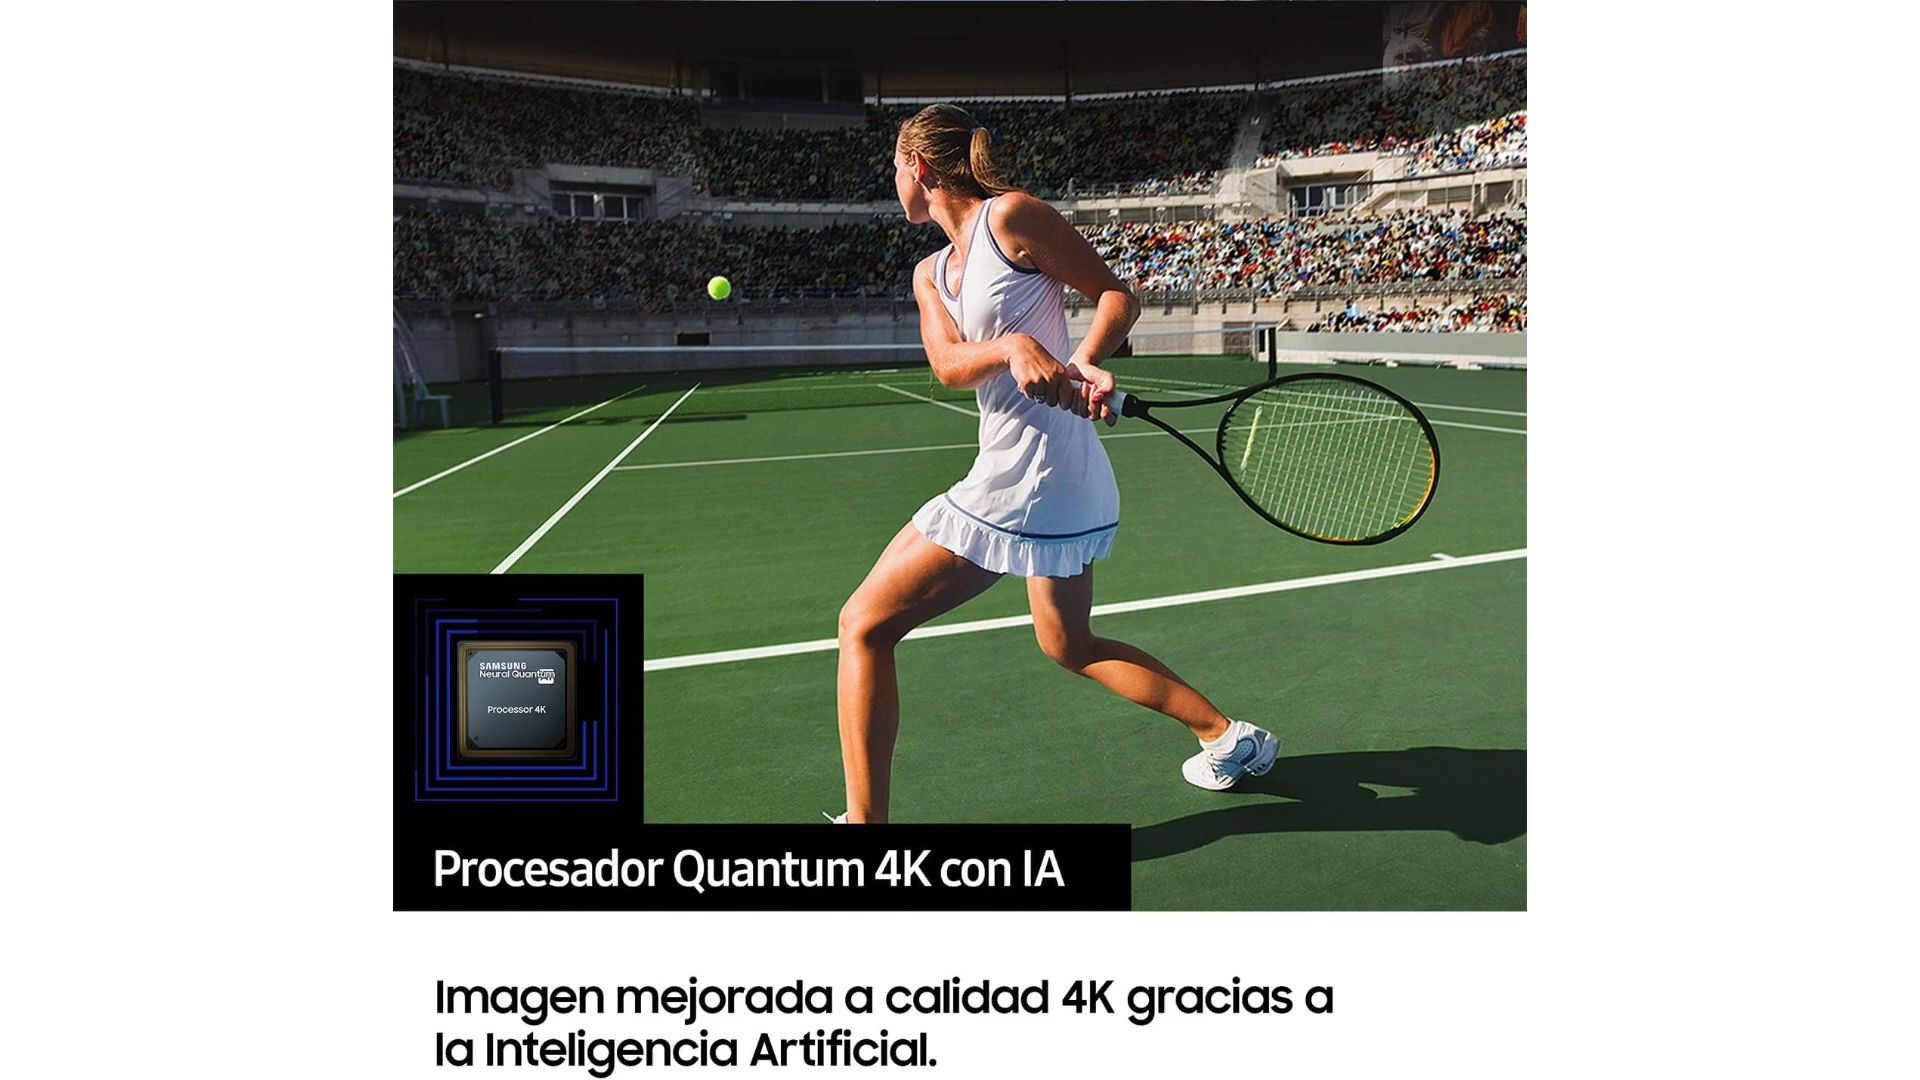 SAMSUNG
Neural Quantum
Processor 4K
Procesador Quantum 4K con IA
Imagen mejorada a calidad 4K gracias a
la Inteligencia Artificial.